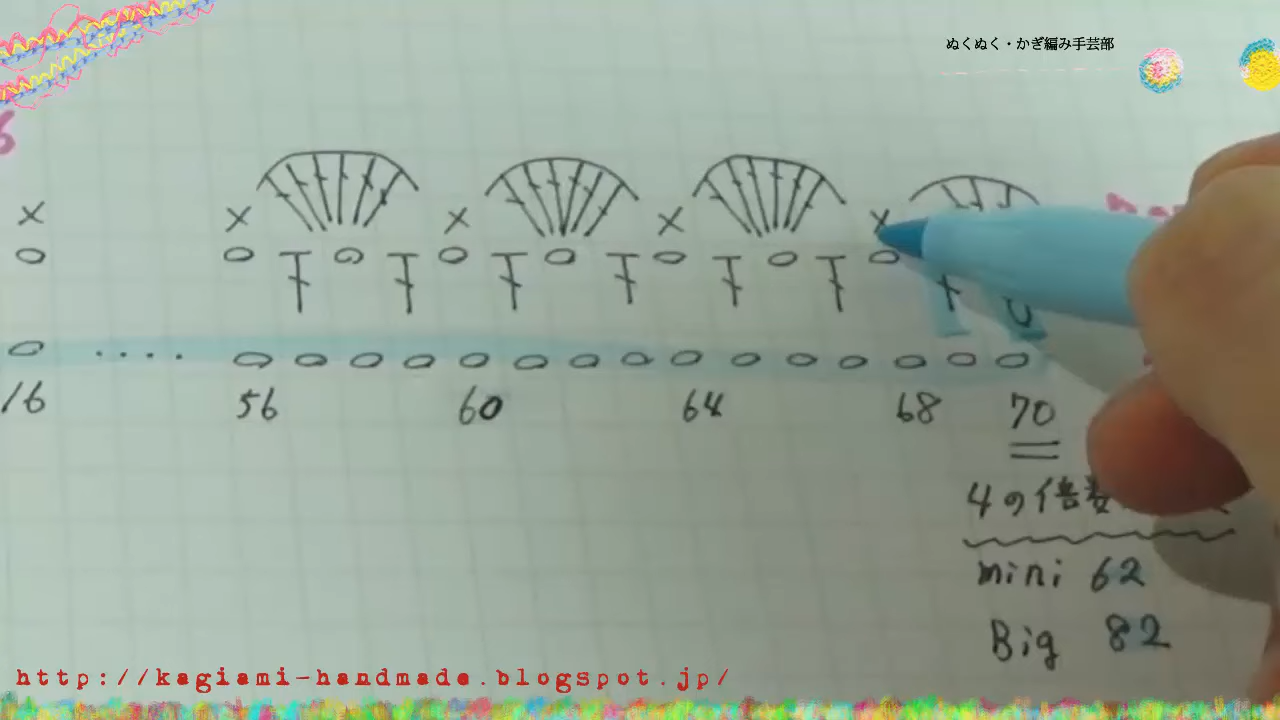 ぬくぬく・かぎ編み手芸部
6
× × × × ×
16 ・・・・ 56 60 64 68 70
4の倍数
mini 62
Big 82
http://kagiami-handmade.blogspot.jp/